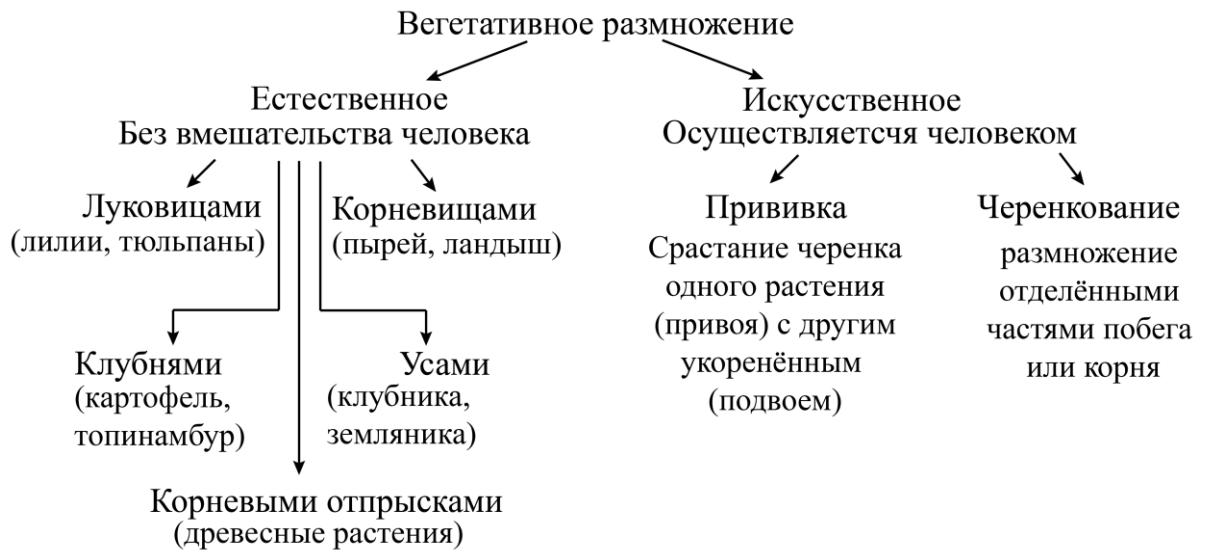 Вегетативное размножение
Естественное
Без вмешательства человека
Искусственное
Осуществляетсчя человеком
Луковицами
(лилии, тюльпаны)
Корневищами
(пырей, ландыш)
Клубнями
(картофель,
топинамбур)
Усами
(клубника,
земляника)
Корневыми отпрысками
(древесные растения)
Прививка
Срастание черенка
одного растения
(привоя) с другим
укоренённым
(подвоем)
Черенкование
размножение
отделёнными
частями побега
или корня